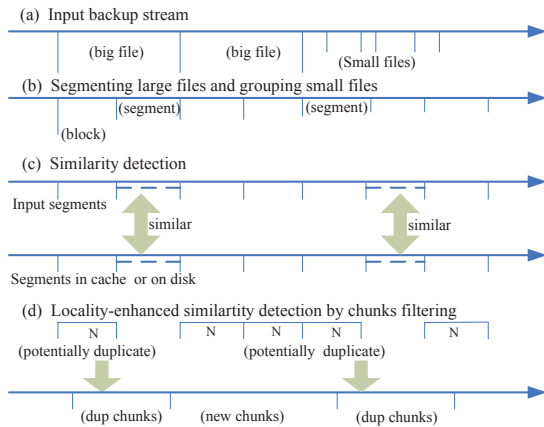 (a) Input backup stream
(big file) (big file) (Small files)
(b) Segmenting large files and grouping small files
(segment) (segment)
(block)
(c) Similarity detection
Input segments
similar similar
Segments in cache or on disk
(d) Locality-enhanced similartity detection by chunks filtering
N N N N N
(potentially duplicate) (potentially duplicate)
(dup chunks) (new chunks) (dup chunks)